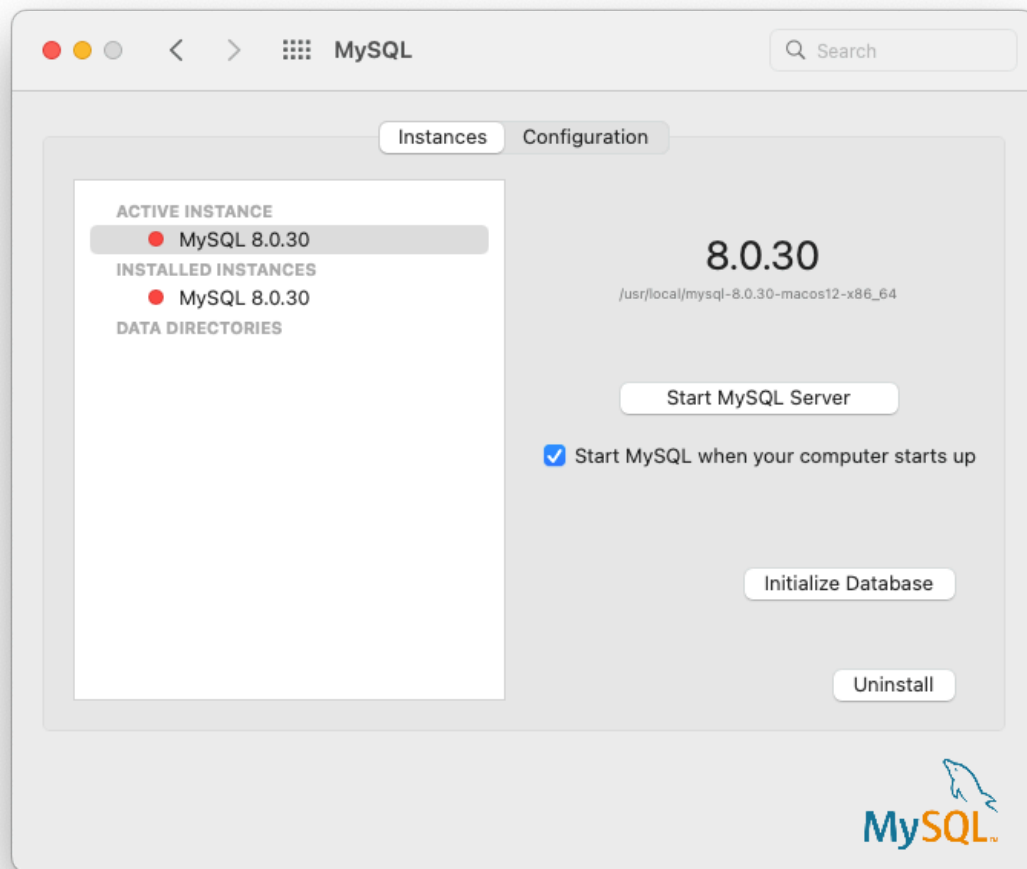 MySQL
Search
Instances
Configuration
ACTIVE INSTANCE
MySQL 8.0.30
INSTALLED INSTANCES
MySQL 8.0.30
DATA DIRECTORIES
8.0.30
/usr/local/mysql-8.0.30-macos12-x86_64
Start MySQL Server
Start MySQL when your computer starts up
Initialize Database
Uninstall
MySQL™